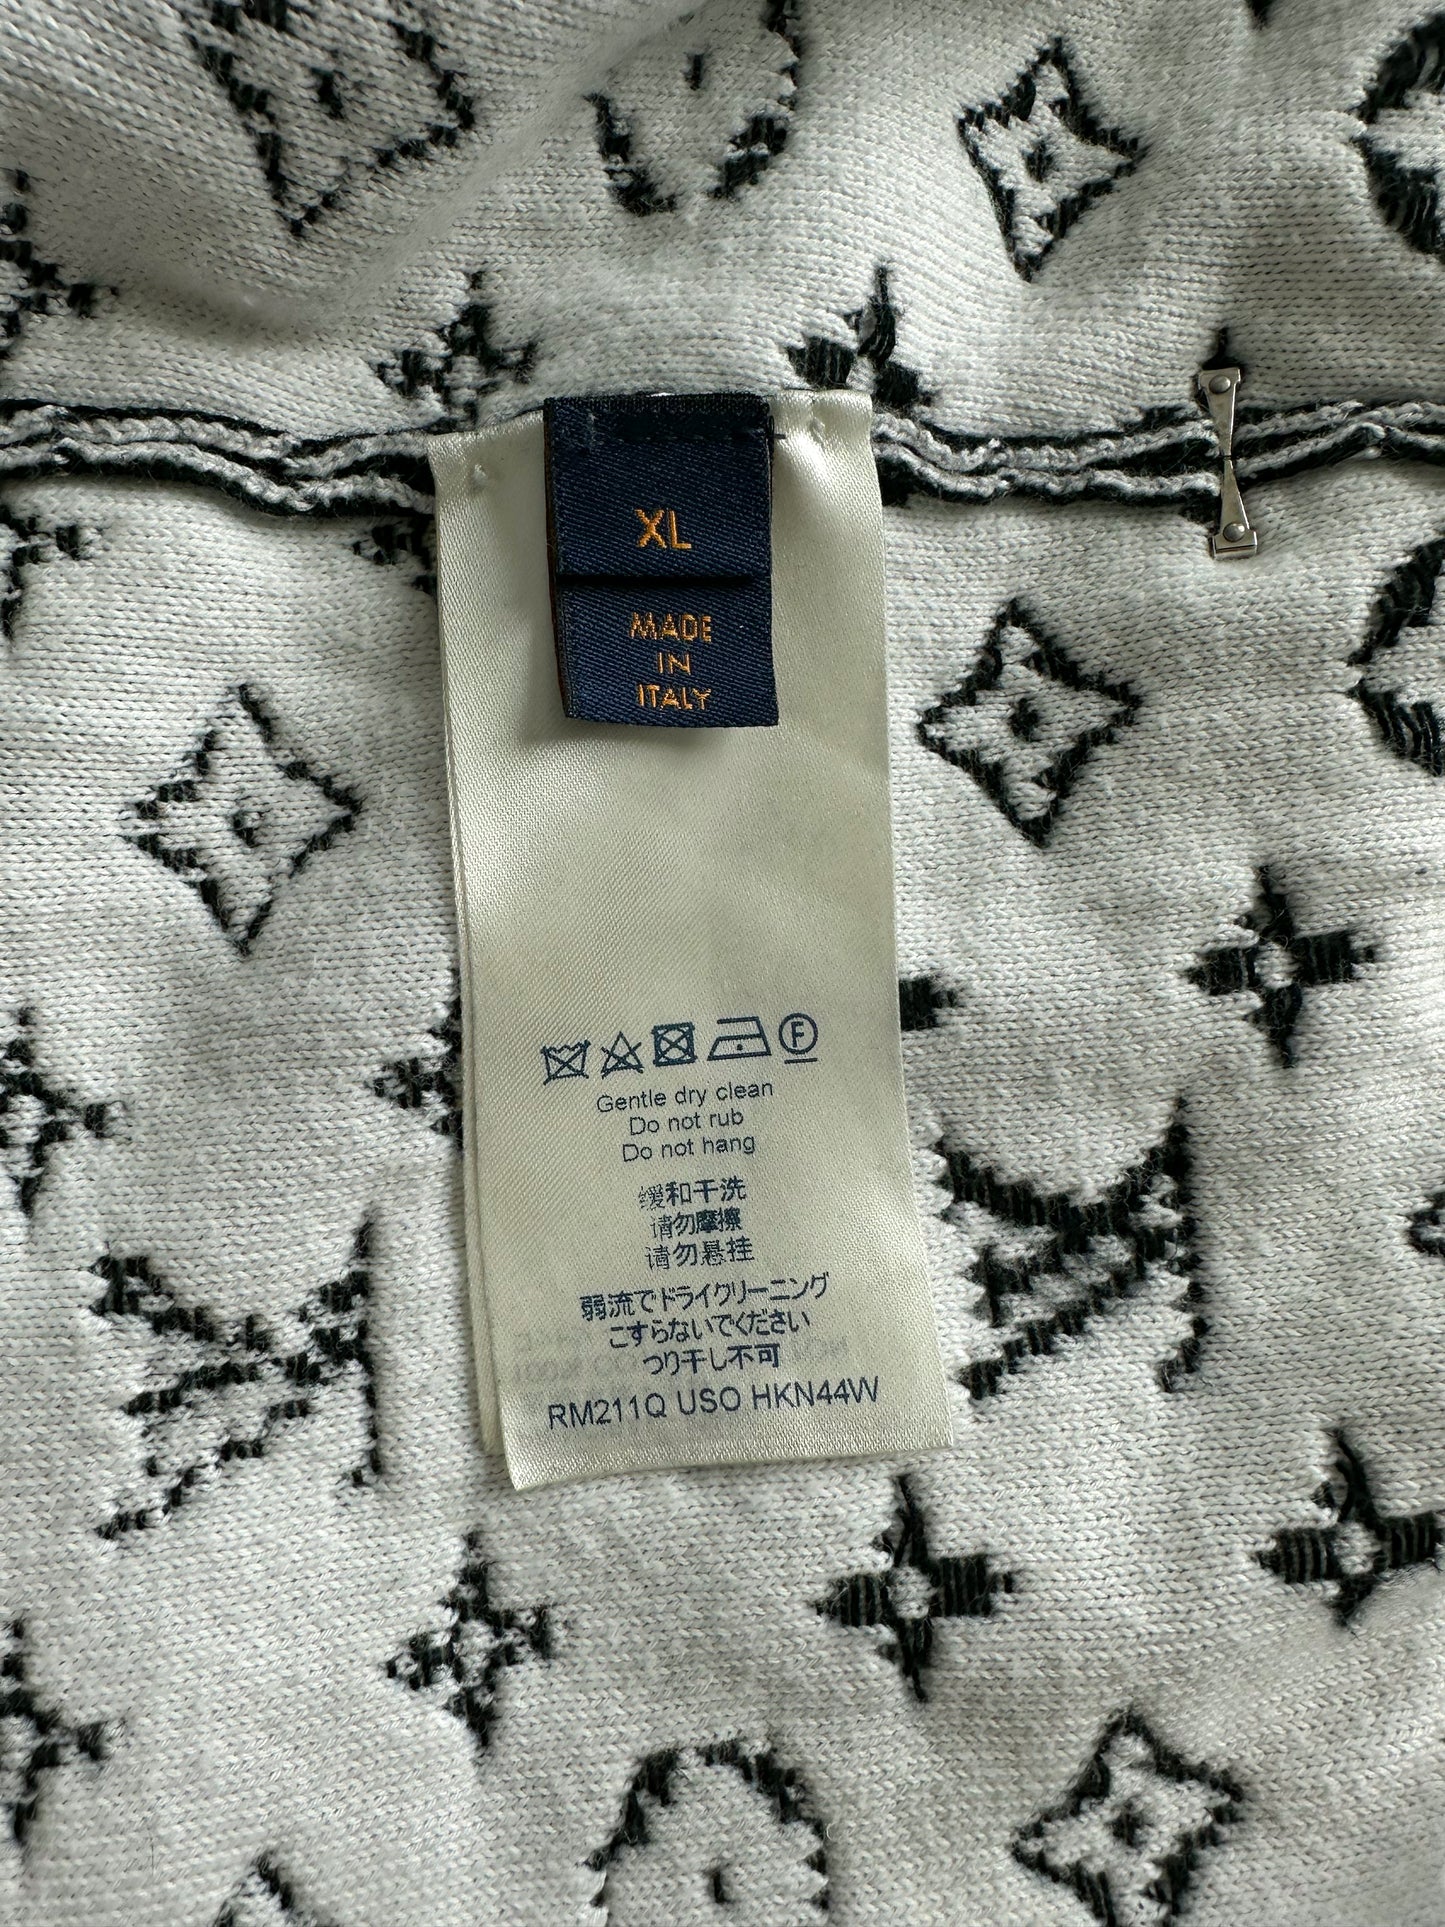 XL
MADE
IN
ITALY
F
Gentle dry clean
Do not rub
Do not hang
缓和干洗
请勿摩擦
请勿悬挂
弱流でドライクリーニング
こすらないでください
つり干し不可
RM211Q USO HKN44W